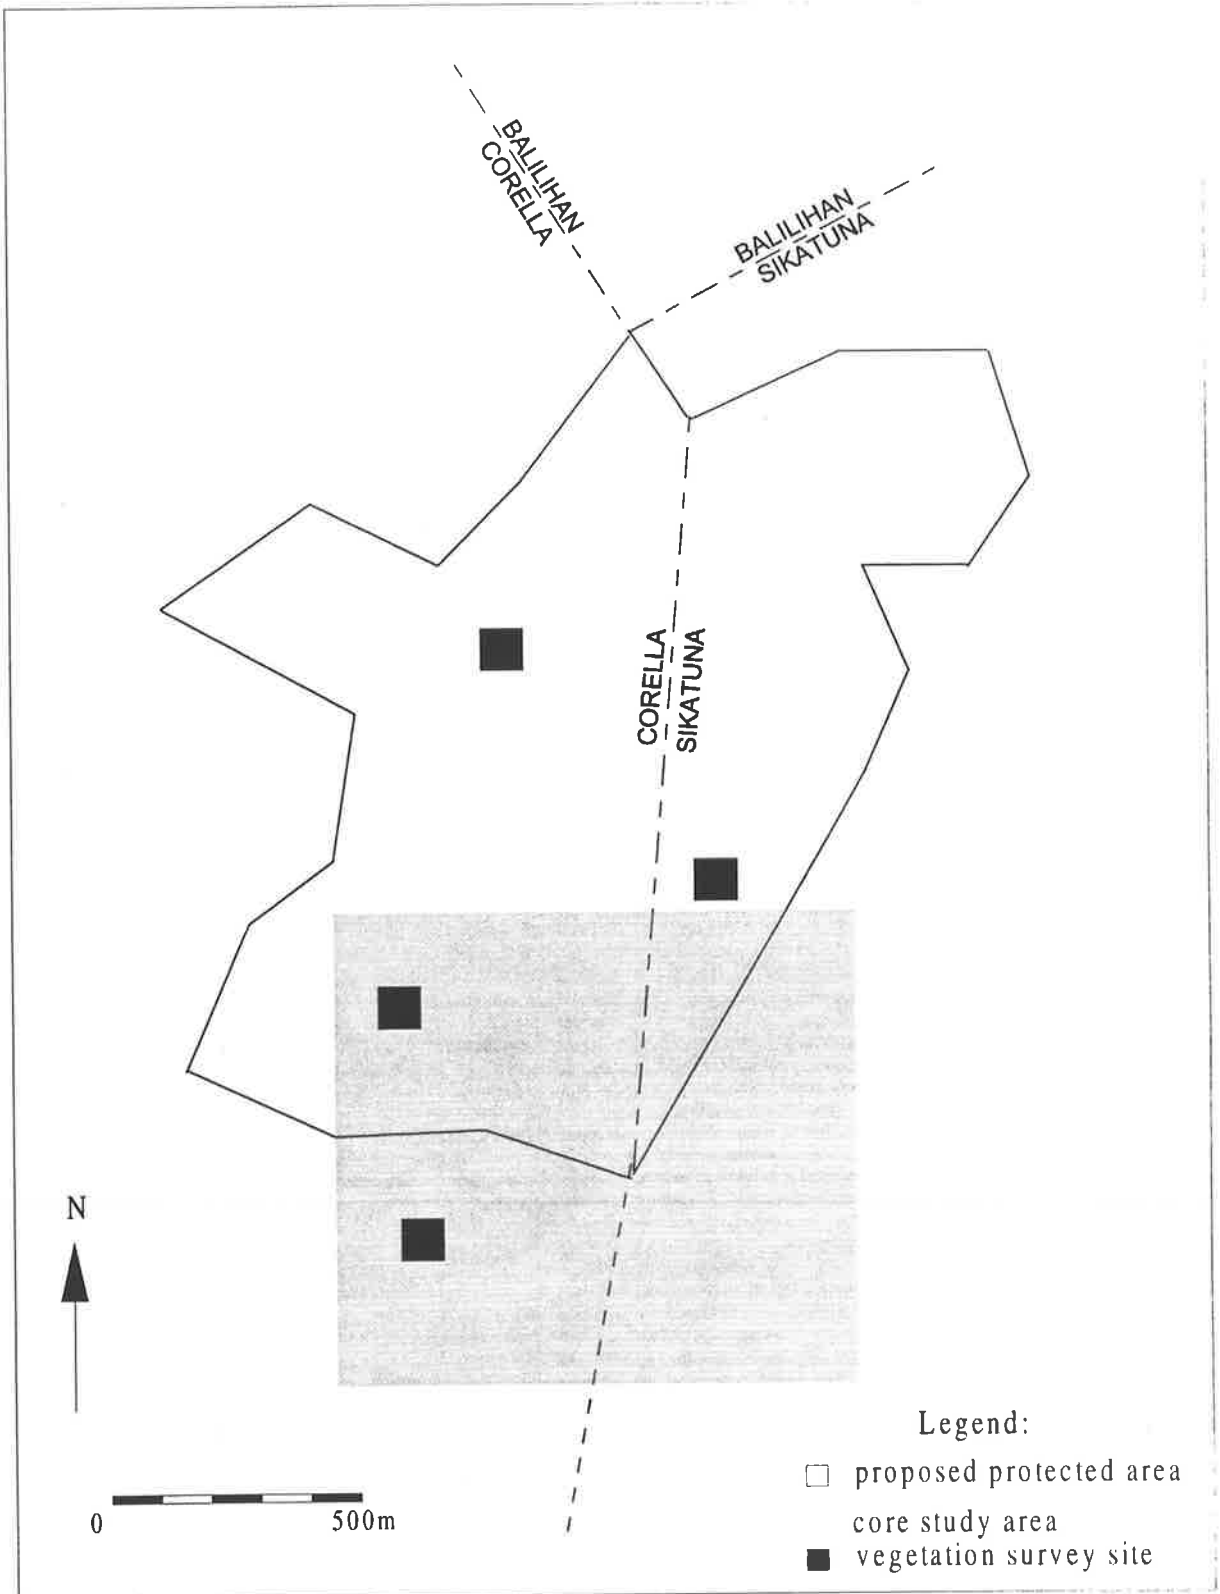 BALILIHAN
CORELLA
BALILIHAN
SIKATUNA
CORELLA
SIKATUNA
N
0 500m
Legend:
proposed protected area
core study area
vegetation survey site